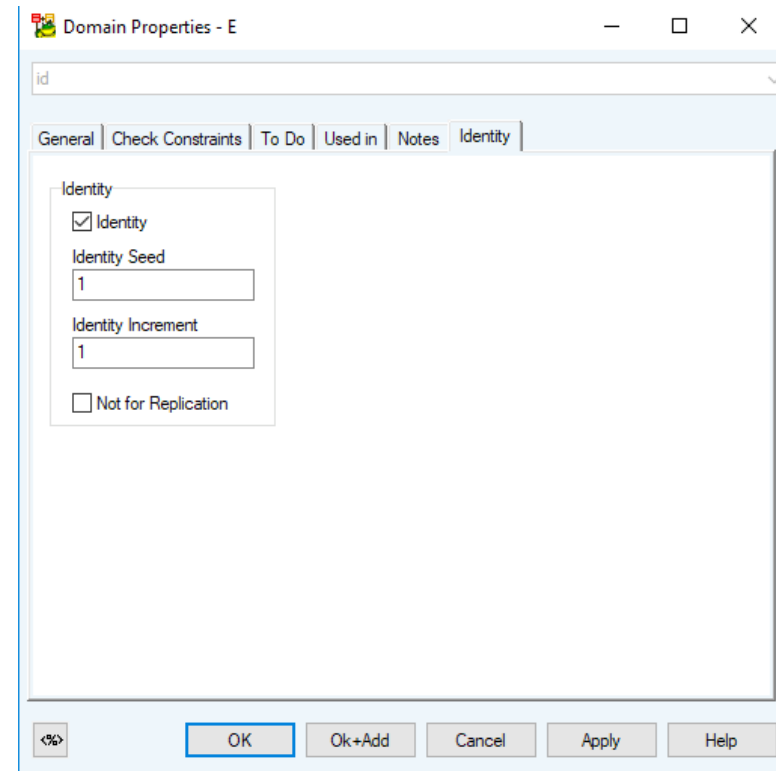 Domain Properties - E
id
General Check Constraints To Do Used in Notes Identity
Identity
Identity
Identity Seed
1
Identity Increment
1
Not for Replication
<%> OK Ok+Add Cancel Apply Help